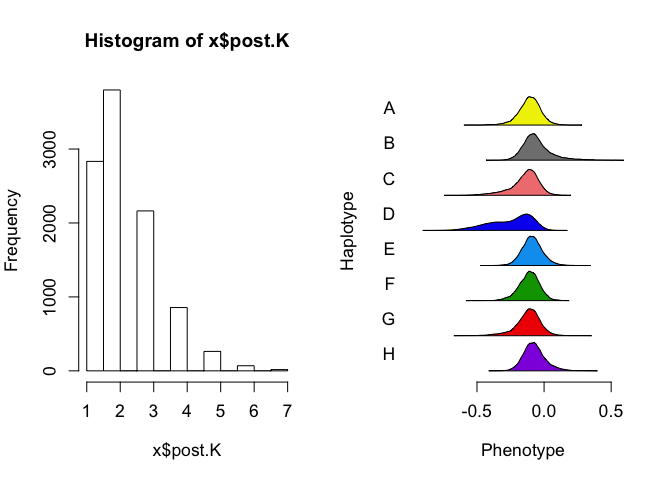 Histogram of x$post.K
Frequency
0
1000
2000
3000
1 2 3 4 5 6 7
x$post.K
Haplotype
A
B
C
D
E
F
G
H
-0.5 0.0 0.5
Phenotype